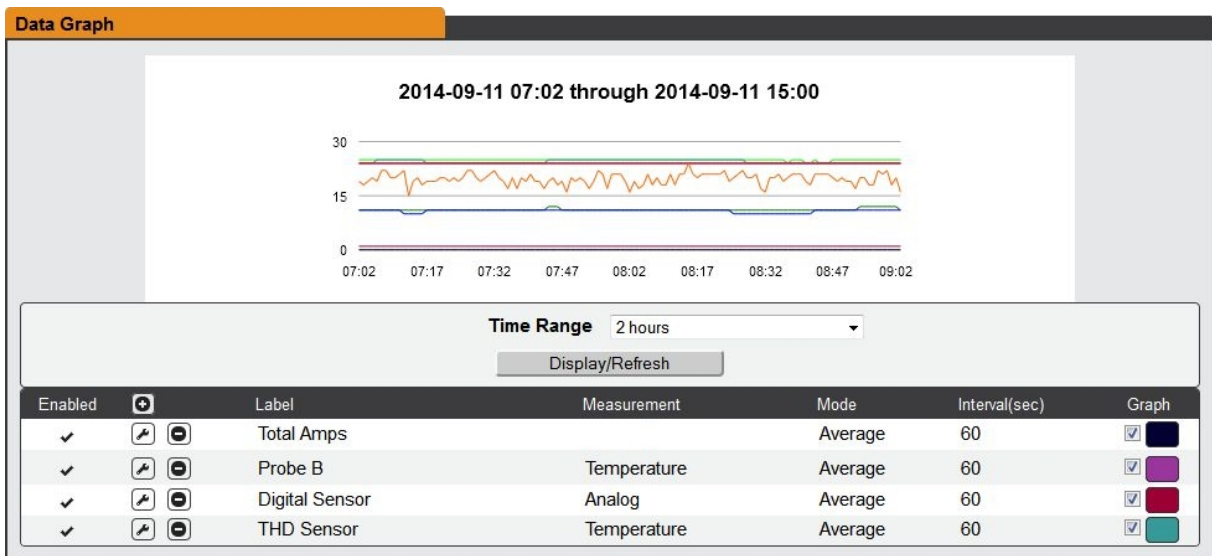 Data Graph
2014-09-11 07:02 through 2014-09-11 15:00
30
15
0
07:02 07:17 07:32 07:47 08:02 08:17 08:32 08:47 09:02
Time Range 2 hours
Display/Refresh
Enabled Label Measurement Mode Interval(sec) Graph
Total Amps Average 60
Probe B Temperature Average 60
Digital Sensor Analog Average 60
THD Sensor Temperature Average 60